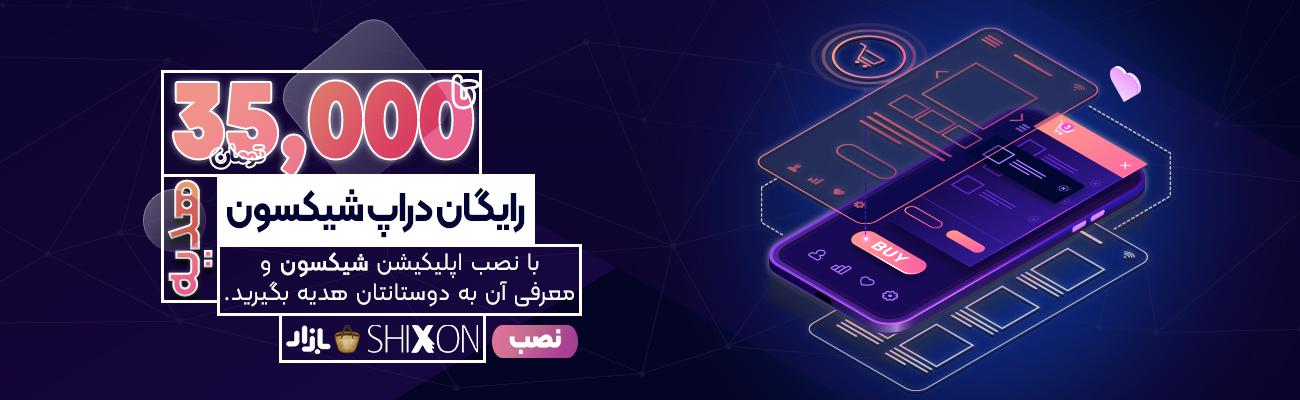 تا 35,000
تومان
هدیه
رایگان دراپ شیکسون
با نصب اپلیکیشن شیکسون و
معرفی آن به دوستانتان هدیه بگیرید.
بازار SHIXON
نصب
BUY
3